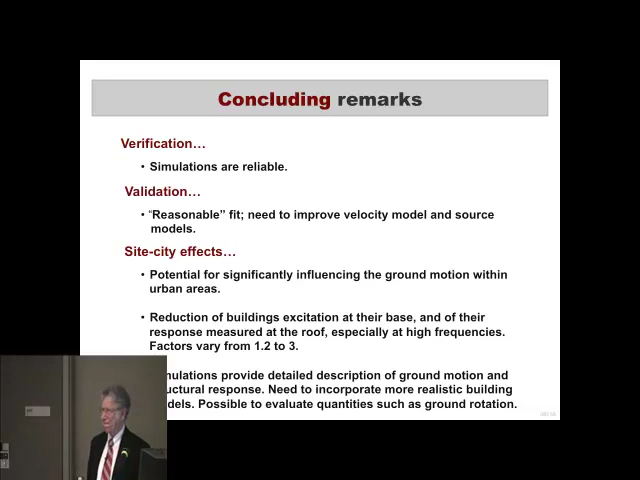 Concluding remarks
Verification…
• Simulations are reliable.
Validation…
• “Reasonable” fit; need to improve velocity model and source
models.
Site-city effects…
• Potential for significantly influencing the ground motion within
urban areas.
• Reduction of buildings excitation at their base, and of their
response measured at the roof, especially at high frequencies.
Factors vary from 1.2 to 3.
mulations provide detailed description of ground motion and
uctural response. Need to incorporate more realistic building
dels. Possible to evaluate quantities such as ground rotation.